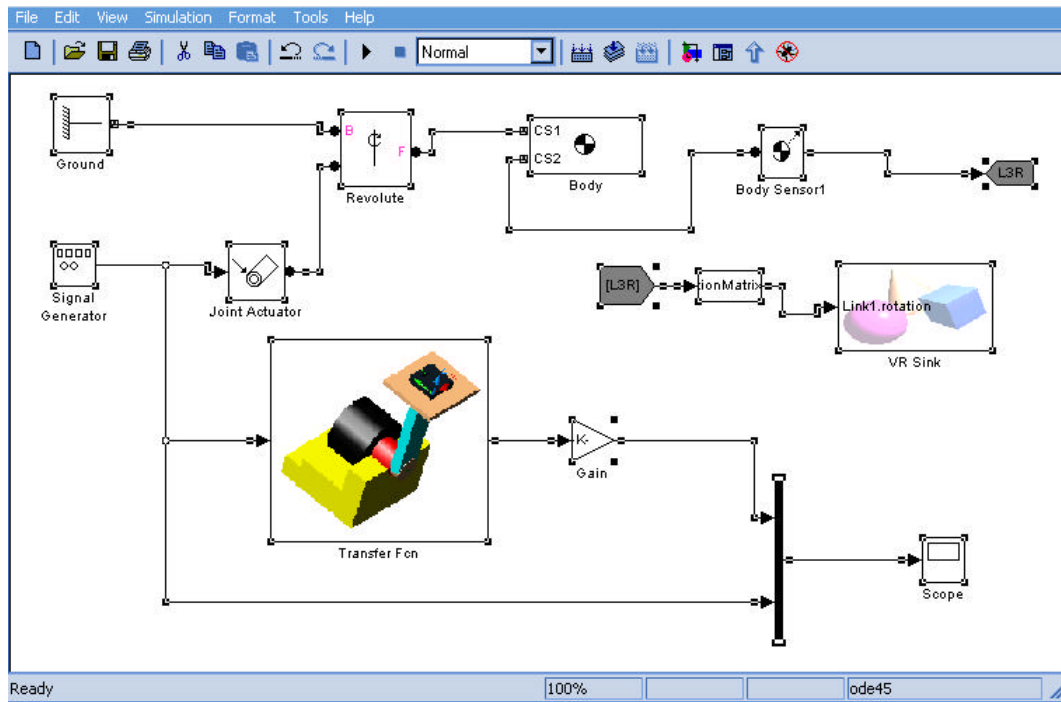 File Edit View Simulation Format Tools Help
Normal
Ground
B
F
Revolute
CS1
CS2
Body
Body Sensor1
L3R
Signal
Generator
Joint Actuator
[L3R]
ionMatrix
Link1.rotation
VR Sink
Transfer Fcn
K-
Gain
Scope
Ready 100% ode45